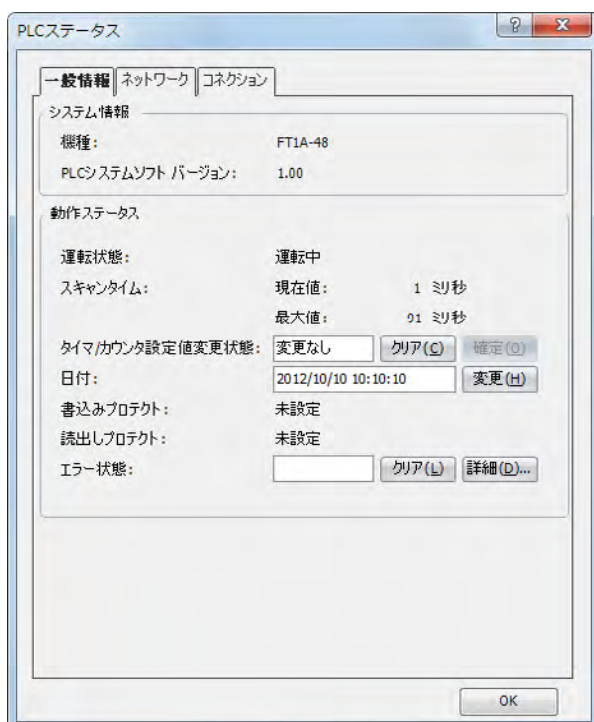 PLCステータス
一般情報 ネットワーク コネクション
システム情報
機種： FT1A-48
PLCシステムソフト バージョン： 1.00
動作ステータス
運転状態： 運転中
スキャンタイム： 現在値： 1 ミリ秒
最大値： 91 ミリ秒
タイマ/カウンタ設定値変更状態： 変更なし クリア(C) 確定(O)
日付： 2012/10/10 10:10:10 変更(H)
書込みプロテクト： 未設定
読出しプロテクト： 未設定
エラー状態： クリア(L) 詳細(D)...
OK